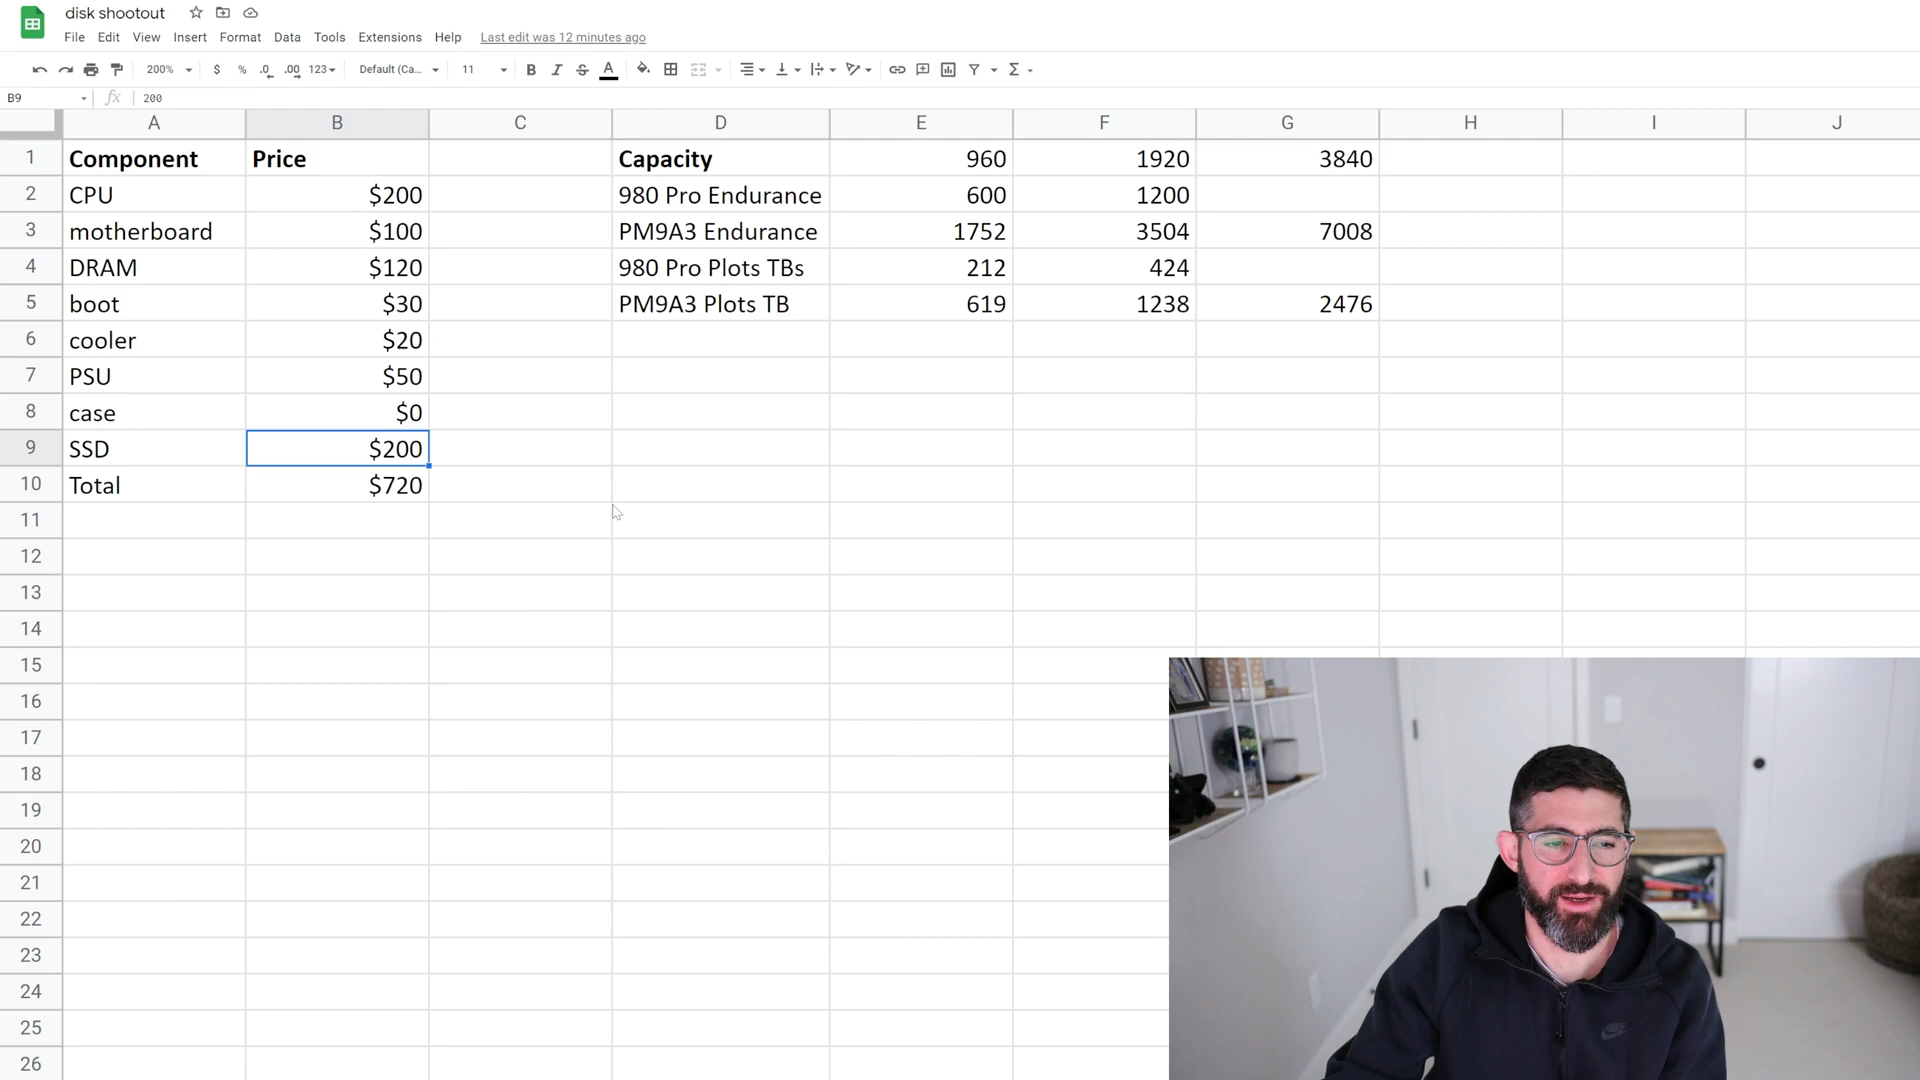 disk shootout
File Edit View Insert Format Data Tools Extensions Help Last edit was 12 minutes ago
200% $ % .0 .00 123 Default (Ca... 11 B I S A
B9 fx 200
A B C D E F G H I J
1 Component Price Capacity 960 1920 3840
2 CPU $200 980 Pro Endurance 600 1200
3 motherboard $100 PM9A3 Endurance 1752 3504 7008
4 DRAM $120 980 Pro Plots TBs 212 424
5 boot $30 PM9A3 Plots TB 619 1238 2476
6 cooler $20
7 PSU $50
8 case $0
9 SSD $200
10 Total $720
11
12
13
14
15
16
17
18
19
20
21
22
23
24
25
26